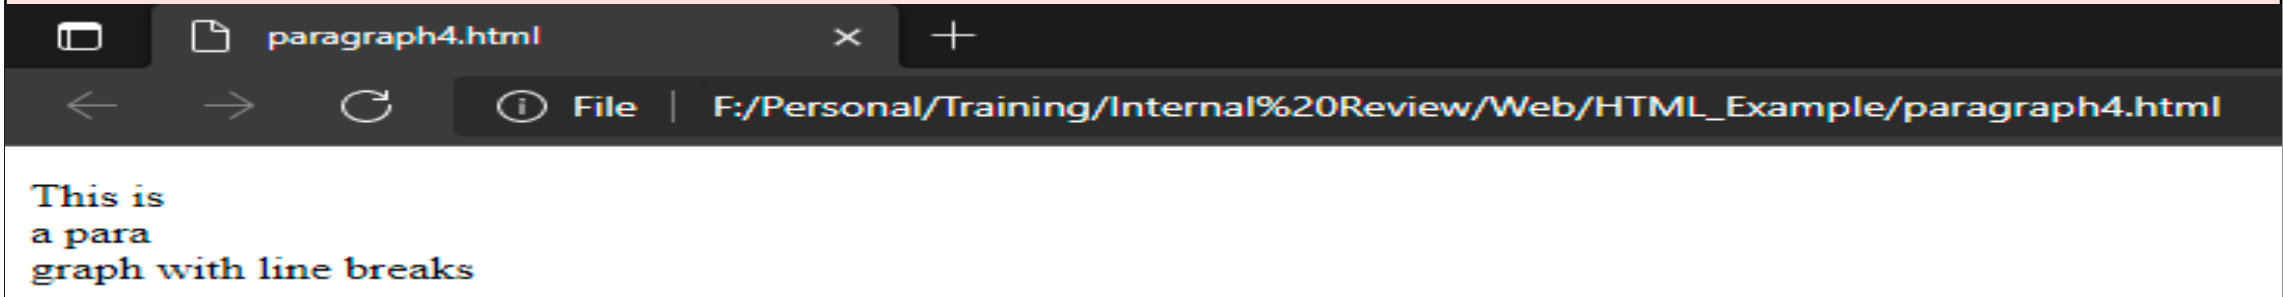 paragraph4.html
File | F:/Personal/Training/Internal%20Review/Web/HTML_Example/paragraph4.html
This is
a para
graph with line breaks